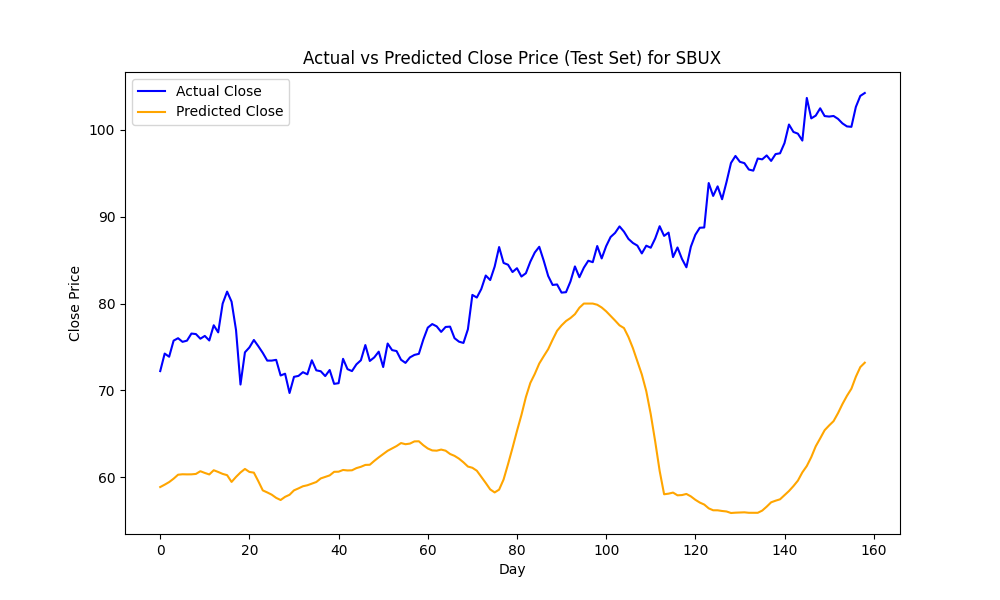 Actual vs Predicted Close Price (Test Set) for SBUX
Actual Close
Predicted Close
Close Price
100
90
80
70
60
0 20 40 60 80 100 120 140 160
Day